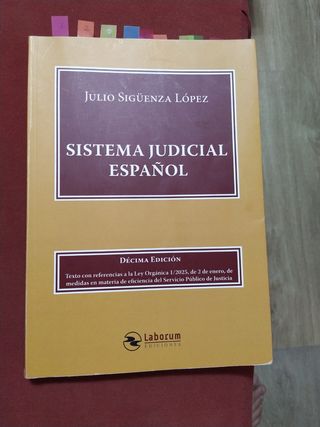 JULIO SIGÜENZA LÓPEZ
SISTEMA JUDICIAL
ESPAÑOL
DÉCIMA EDICIÓN
Texto con referencias a la Ley Orgánica 1/2025, de 2 de enero, de
medidas en materia de eficiencia del Servicio Público de Justicia
Laborum
EDICIONES